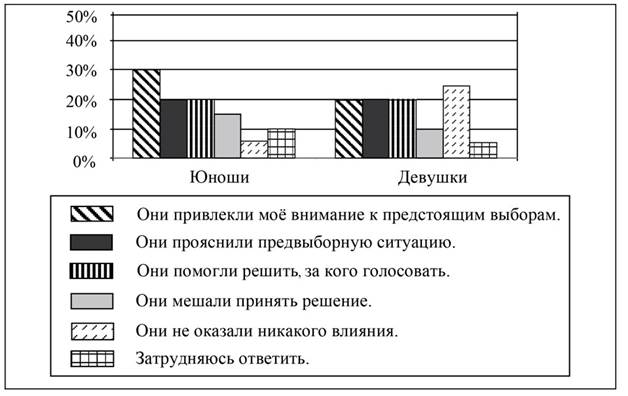 50%
40%
30%
20%
10%
0%
Юноши Девушки
Они привлекли моё внимание к предстоящим выборам.
Они прояснили предвыборную ситуацию.
Они помогли решить, за кого голосовать.
Они мешали принять решение.
Они не оказали никакого влияния.
Затрудняюсь ответить.